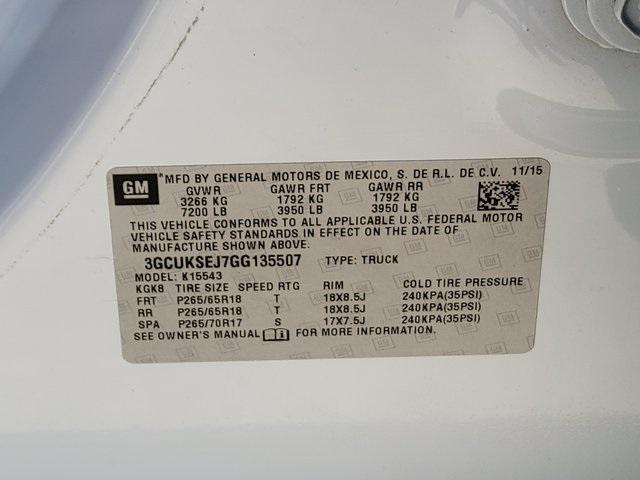 GM *MFD BY GENERAL MOTORS DE MEXICO, S. DE R.L. DE C.V. 11/15
GVWR GAWR FRT GAWR RR
3266 KG 1792 KG 1792 KG
7200 LB 3950 LB 3950 LB
THIS VEHICLE CONFORMS TO ALL APPLICABLE U.S. FEDERAL MOTOR
VEHICLE SAFETY STANDARDS IN EFFECT ON THE DATE OF
MANUFACTURE SHOWN ABOVE.
3GCUKSEJ7GG135507 TYPE: TRUCK
MODEL: K15543
KGK8 TIRE SIZE SPEED RTG RIM COLD TIRE PRESSURE
FRT P265/65R18 T 18X8.5J 240KPA(35PSI)
RR P265/65R18 T 18X8.5J 240KPA(35PSI)
SPA P265/70R17 S 17X7.5J 240KPA(35PSI)
SEE OWNER'S MANUAL FOR MORE INFORMATION.